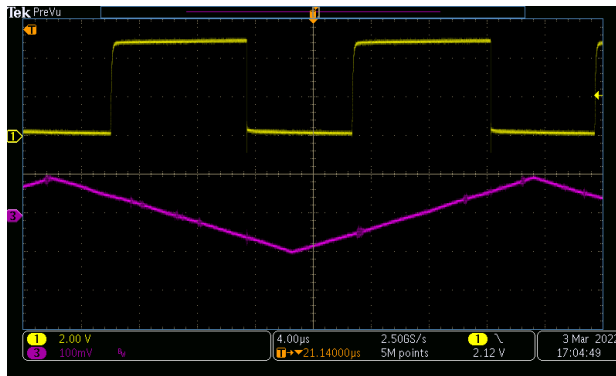 Tek PreVu
T
T
1
3
1 2.00 V
3 100mV
4.00µs 2.50GS/s
T→▼21.14000µs 5M points
1 2.12 V
3 Mar 202
17:04:49